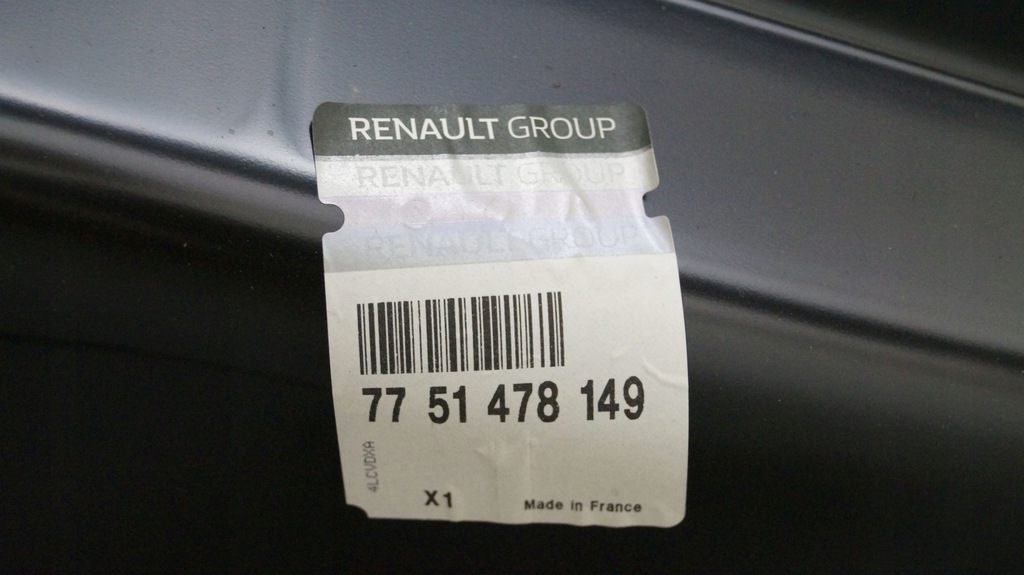 RENAULT GROUP
RENAULT GROUP
RENAULT GROUP
77 51 478 149
4LCVDXA
X1
Made in France